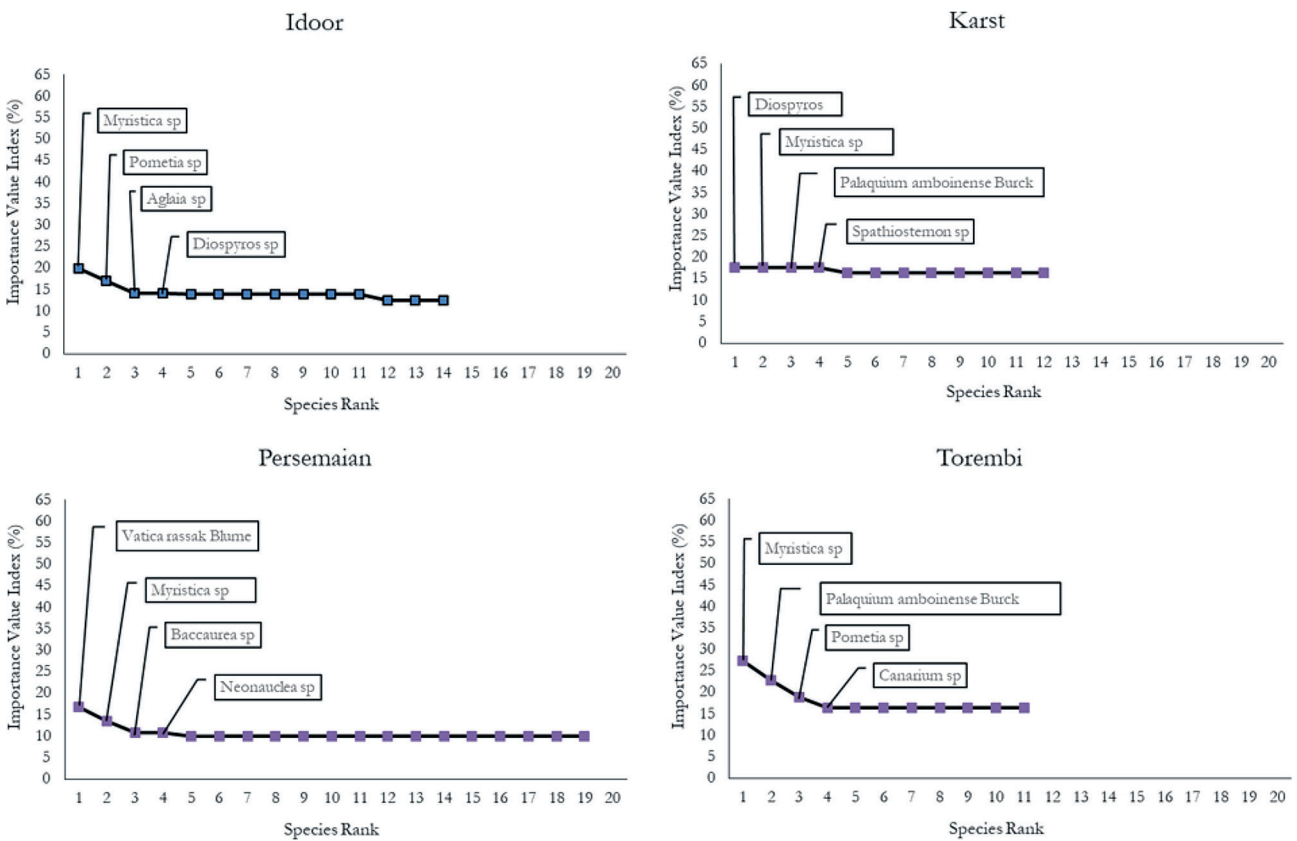 Idoor
Importance Value Index (%)
65
60
55
50
45
40
35
30
25
20
15
10
5
0
Myristica sp
Pometia sp
Aglaia sp
Diospyros sp
1 2 3 4 5 6 7 8 9 10 11 12 13 14 15 16 17 18 19 20
Species Rank
Karst
Importance Value Index (%)
65
60
55
50
45
40
35
30
25
20
15
10
5
0
Diospyros
Myristica sp
Palaquium amboinense Burck
Spathiostemon sp
1 2 3 4 5 6 7 8 9 10 11 12 13 14 15 16 17 18 19 20
Species Rank
Persemaian
Importance Value Index (%)
65
60
55
50
45
40
35
30
25
20
15
10
5
0
Vatica rassak Blume
Myristica sp
Baccaurea sp
Neonauclea sp
1 2 3 4 5 6 7 8 9 10 11 12 13 14 15 16 17 18 19 20
Species Rank
Torembi
Importance Value Index (%)
65
60
55
50
45
40
35
30
25
20
15
10
5
0
Myristica sp
Palaquium amboinense Burck
Pometia sp
Canarium sp
1 2 3 4 5 6 7 8 9 10 11 12 13 14 15 16 17 18 19 20
Species Rank